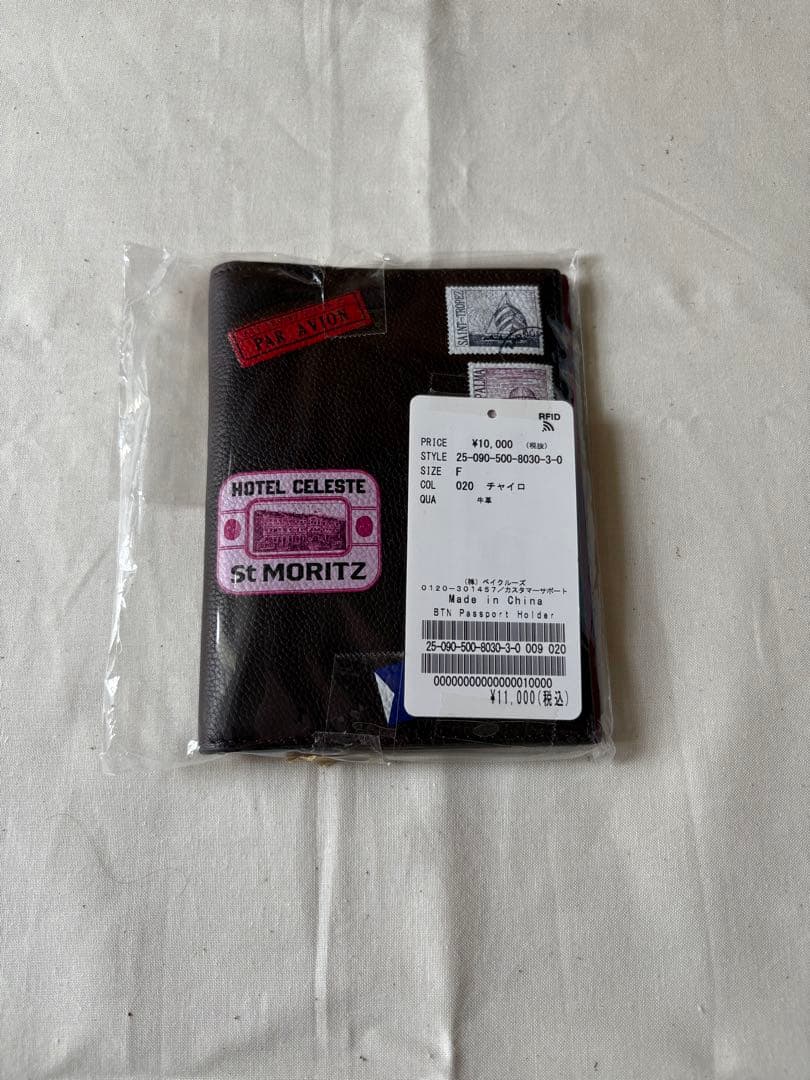 PAR AVION
SAINT-TROPEZ
PALMA
HOTEL CELESTE
St MORITZ
RFID
PRICE ¥10,000 (税抜)
STYLE 25-090-500-8030-3-0
SIZE F
COL 020 チャイロ
QUA 牛革
(株) ベイクルーズ
0120-301457/カスタマーサポート
Made in China
BTN Passport Holder
25-090-500-8030-3-0 009 020
00000000000000010000
¥11,000(税込)